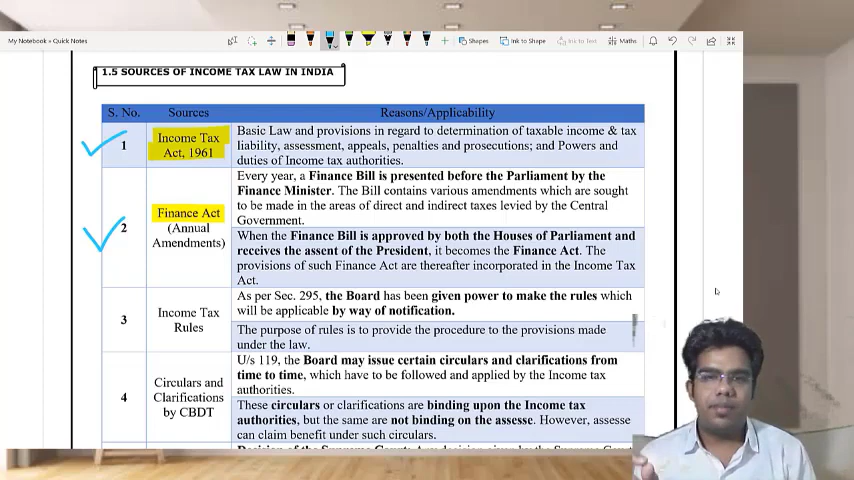 My Notebook » Quick Notes
Shapes
Ink to Shape
Ink to Text
Maths
1.5 SOURCES OF INCOME TAX LAW IN INDIA
S. No. Sources Reasons/Applicability
1
Income Tax
Act, 1961
Basic Law and provisions in regard to determination of taxable income & tax
liability, assessment, appeals, penalties and prosecutions; and Powers and
duties of Income tax authorities.
2
Finance Act
(Annual
Amendments)
Every year, a Finance Bill is presented before the Parliament by the
Finance Minister. The Bill contains various amendments which are sought
to be made in the areas of direct and indirect taxes levied by the Central
Government.
When the Finance Bill is approved by both the Houses of Parliament and
receives the assent of the President, it becomes the Finance Act. The
provisions of such Finance Act are thereafter incorporated in the Income Tax
Act.
3
Income Tax
Rules
As per Sec. 295, the Board has been given power to make the rules which
will be applicable by way of notification.
The purpose of rules is to provide the procedure to the provisions made
under the law.
4
Circulars and
Clarifications
by CBDT
U/s 119, the Board may issue certain circulars and clarifications from
time to time, which have to be followed and applied by the Income tax
authorities.
These circulars or clarifications are binding upon the Income tax
authorities, but the same are not binding on the assesse. However, assesse
can claim benefit under such circulars.